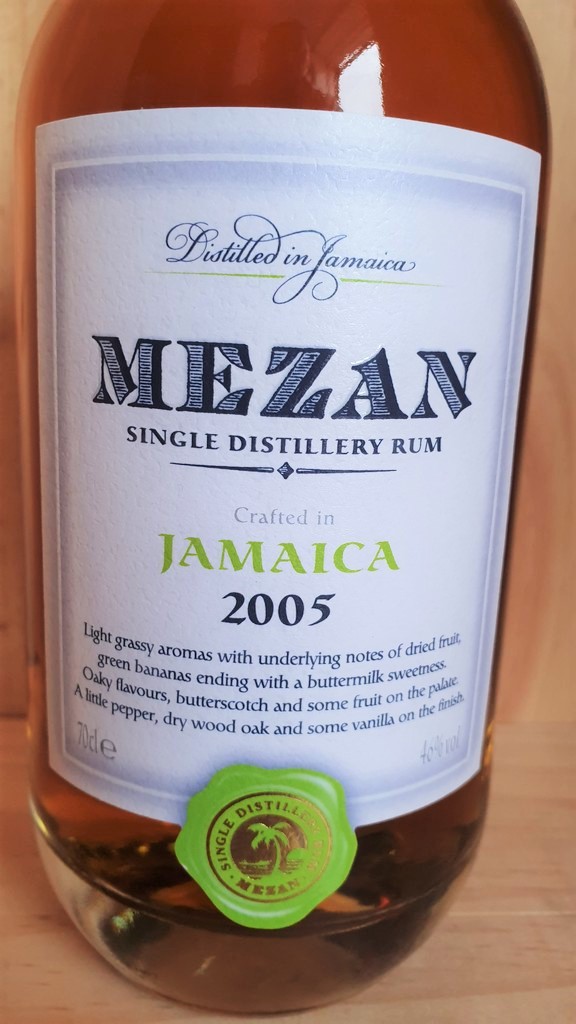 Distilled in Jamaica
MEZAN
SINGLE DISTILLERY RUM
Crafted in
JAMAICA
2005
Light grassy aromas with underlying notes of dried fruit,
green bananas ending with a buttermilk sweetness.
Oaky flavours, butterscotch and some fruit on the palate.
A little pepper, dry wood oak and some vanilla on the finish.
70cl e
46% vol
SINGLE DISTILLERY RUM
MEZAN